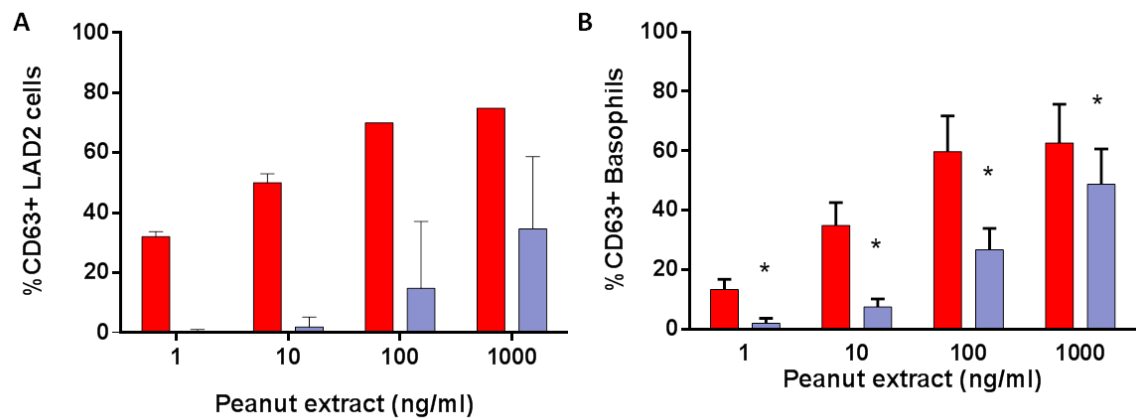 A
%CD63+ LAD2 cells
100
80
60
40
20
0
1 10 100 1000
Peanut extract (ng/ml)
B
%CD63+ Basophils
100
80
60
40
20
0
* * * *
1 10 100 1000
Peanut extract (ng/ml)